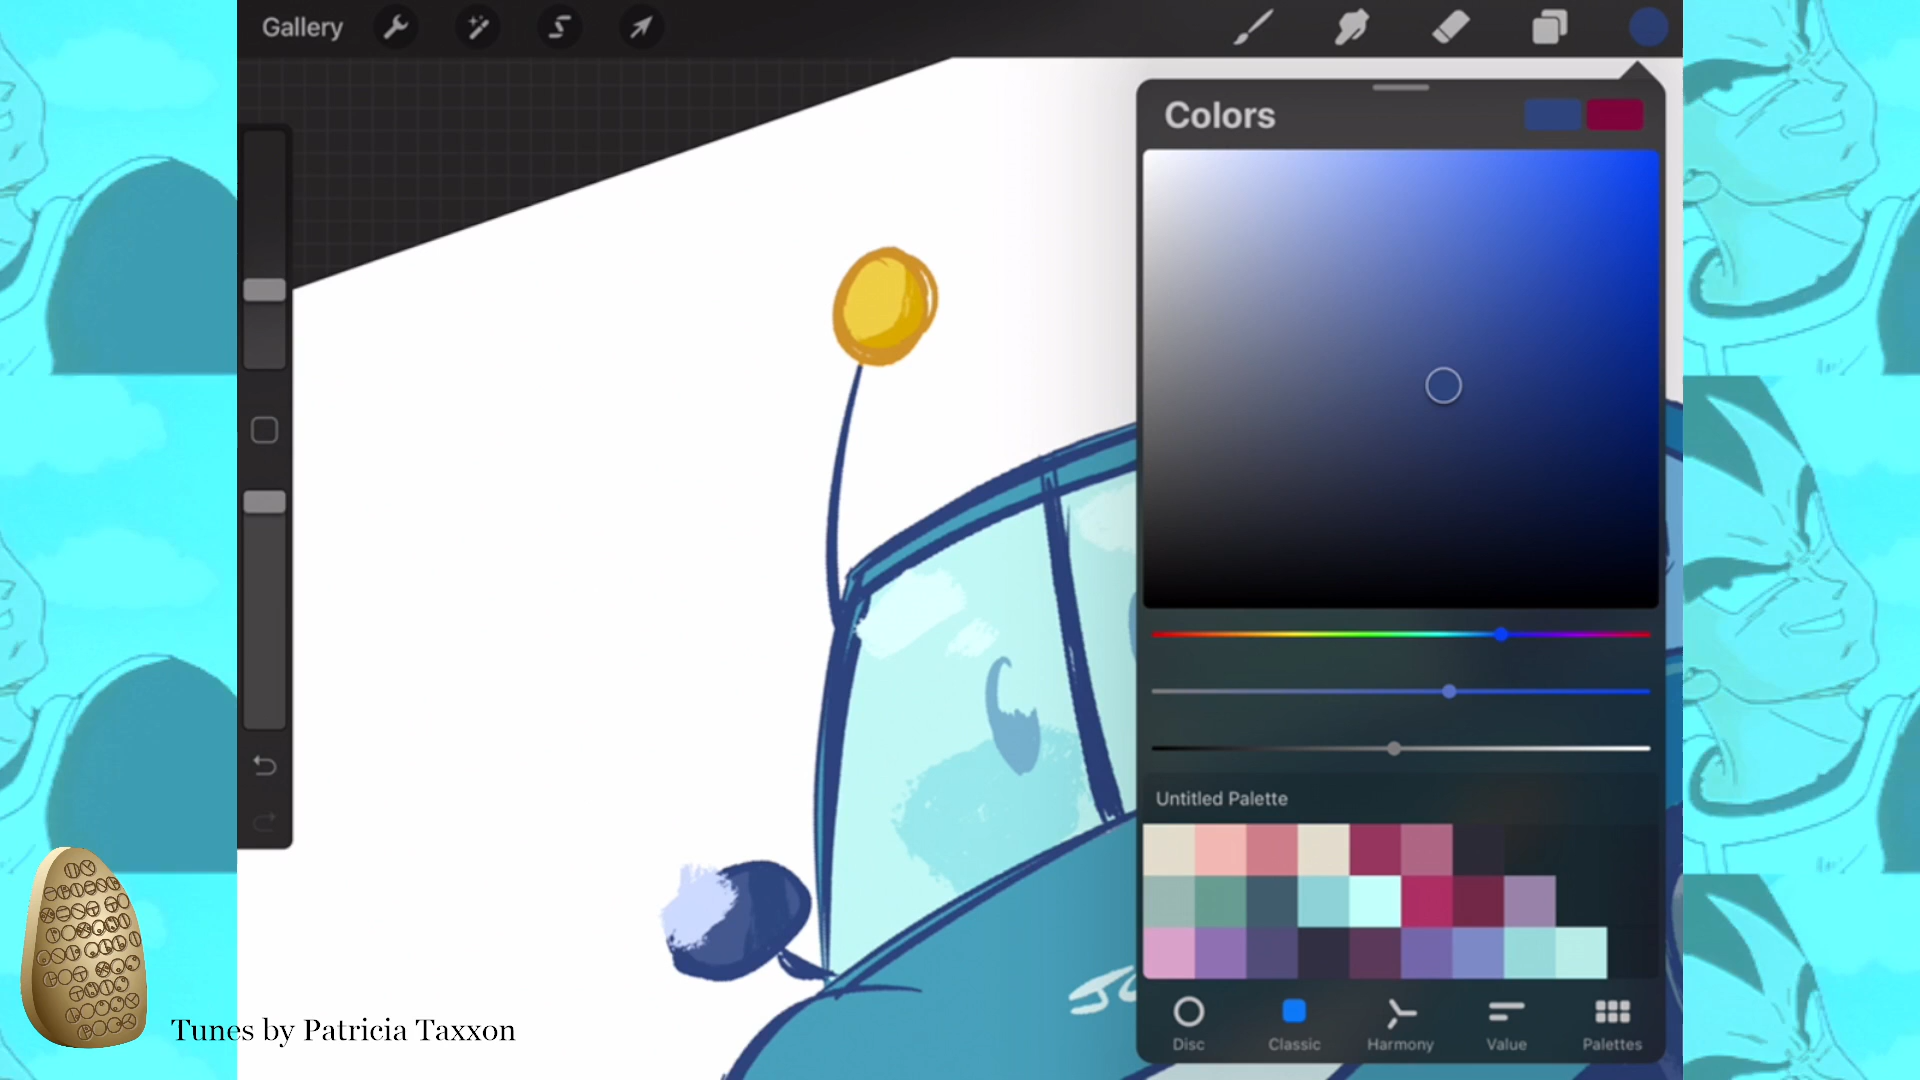 Gallery
Colors
Untitled Palette
Disc
Classic
Harmony
Value
Palettes
Tunes by Patricia Taxxon